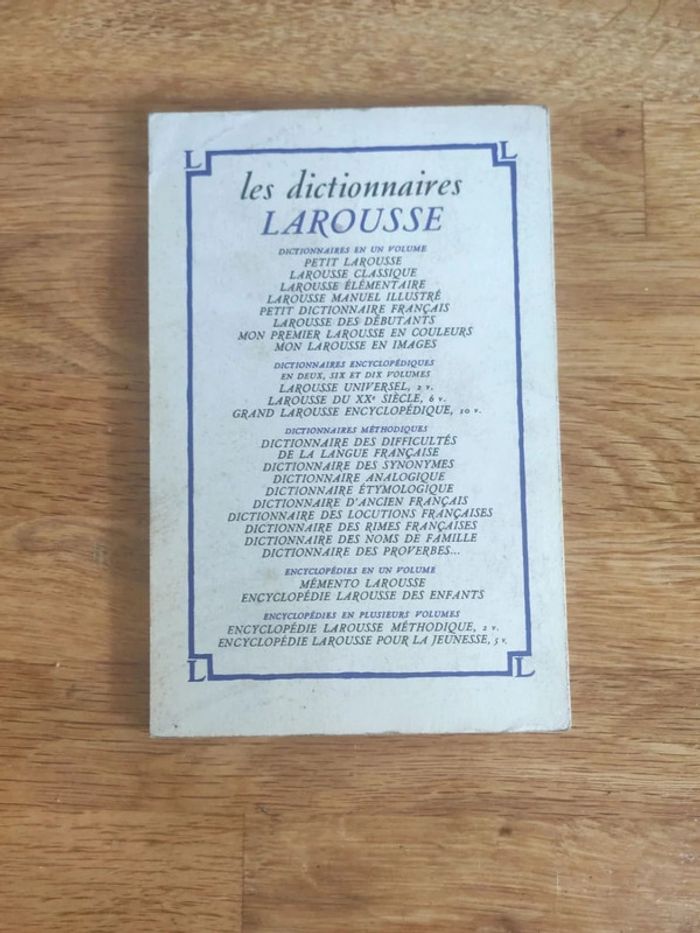 L L
les dictionnaires
LAROUSSE
DICTIONNAIRES EN UN VOLUME
PETIT LAROUSSE
LAROUSSE CLASSIQUE
LAROUSSE ÉLÉMENTAIRE
LAROUSSE MANUEL ILLUSTRÉ
PETIT DICTIONNAIRE FRANÇAIS
LAROUSSE DES DÉBUTANTS
MON PREMIER LAROUSSE EN COULEURS
MON LAROUSSE EN IMAGES
DICTIONNAIRES ENCYCLOPÉDIQUES
EN DEUX, SIX ET DIX VOLUMES
LAROUSSE UNIVERSEL, 2 v.
LAROUSSE DU XXe SIÈCLE, 6 v.
GRAND LAROUSSE ENCYCLOPÉDIQUE, 10 v.
DICTIONNAIRES MÉTHODIQUES
DICTIONNAIRE DES DIFFICULTÉS
DE LA LANGUE FRANÇAISE
DICTIONNAIRE DES SYNONYMES
DICTIONNAIRE ANALOGIQUE
DICTIONNAIRE ÉTYMOLOGIQUE
DICTIONNAIRE D'ANCIEN FRANÇAIS
DICTIONNAIRE DES LOCUTIONS FRANÇAISES
DICTIONNAIRE DES RIMES FRANÇAISES
DICTIONNAIRE DES NOMS DE FAMILLE
DICTIONNAIRE DES PROVERBES...
ENCYCLOPÉDIES EN UN VOLUME
MÉMENTO LAROUSSE
ENCYCLOPÉDIE LAROUSSE DES ENFANTS
ENCYCLOPÉDIES EN PLUSIEURS VOLUMES
ENCYCLOPÉDIE LAROUSSE MÉTHODIQUE, 2 v.
ENCYCLOPÉDIE LAROUSSE POUR LA JEUNESSE, 5 v.
L L